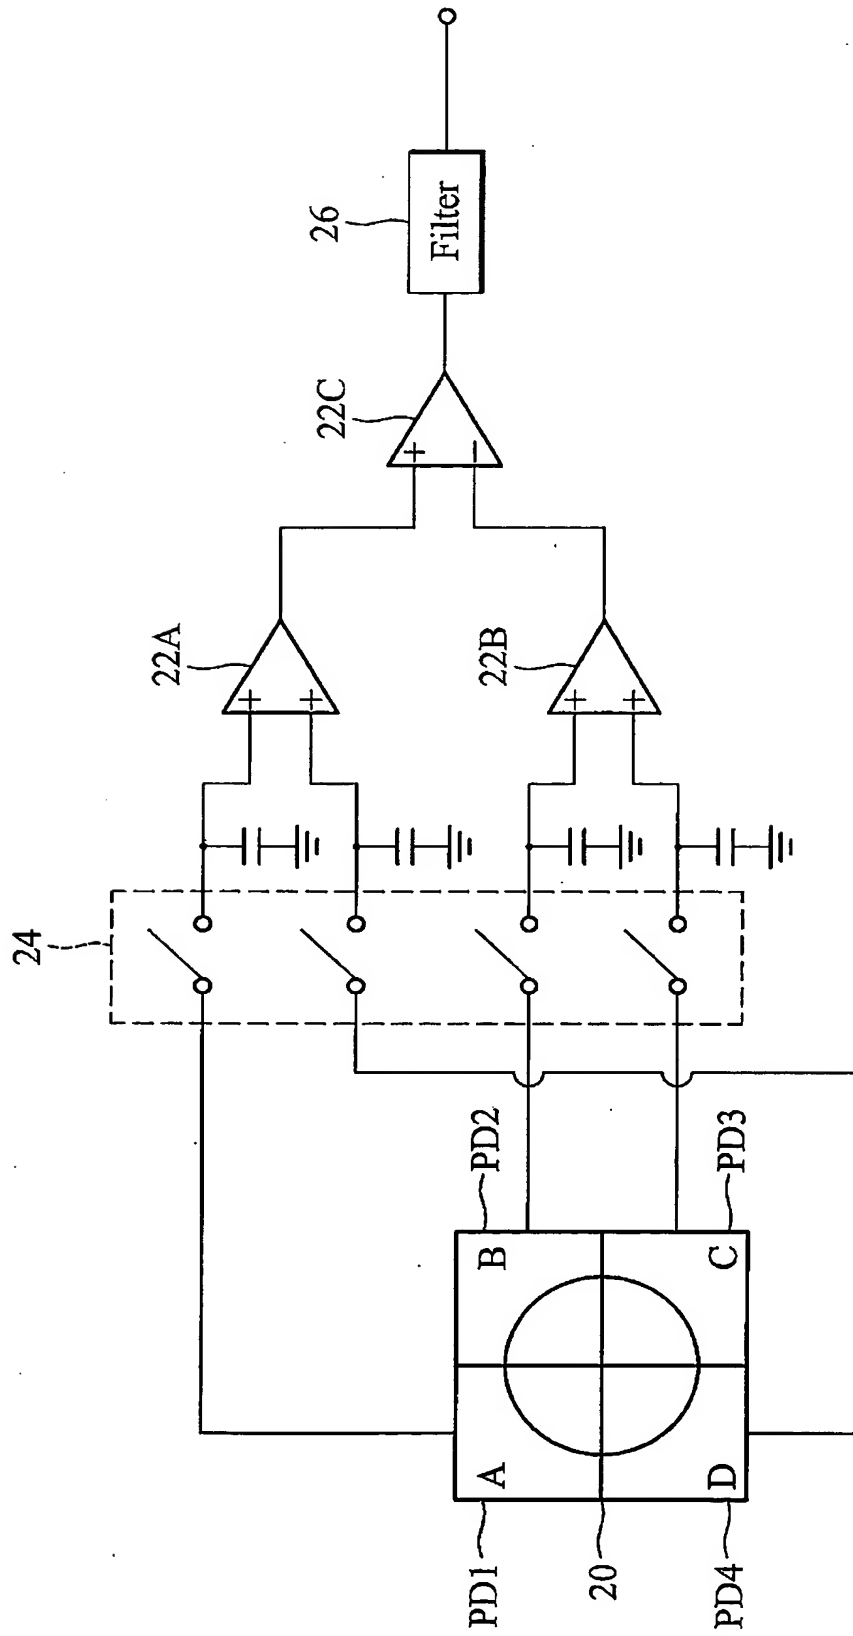 PD1
A
B
PD2
20
PD4
D
C
PD3
24
22A
+
+
22B
+
+
22C
+
−
26
Filter